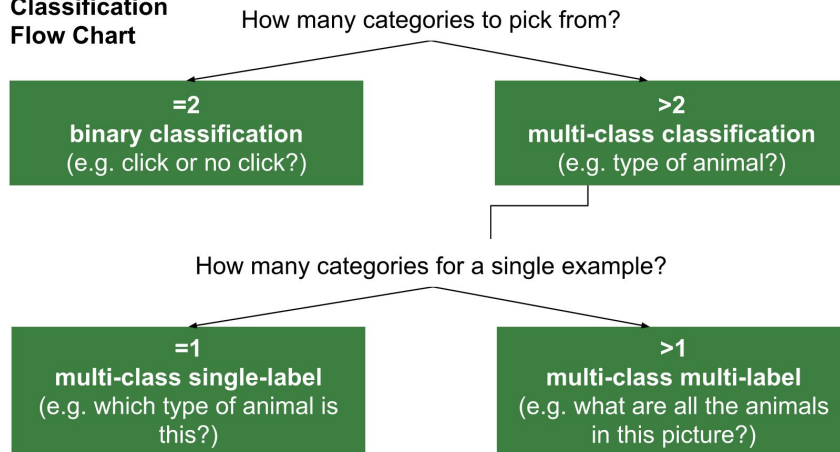 Classification
Flow Chart
How many categories to pick from?
=2
binary classification
(e.g. click or no click?)
>2
multi-class classification
(e.g. type of animal?)
How many categories for a single example?
=1
multi-class single-label
(e.g. which type of animal is
this?)
>1
multi-class multi-label
(e.g. what are all the animals
in this picture?)